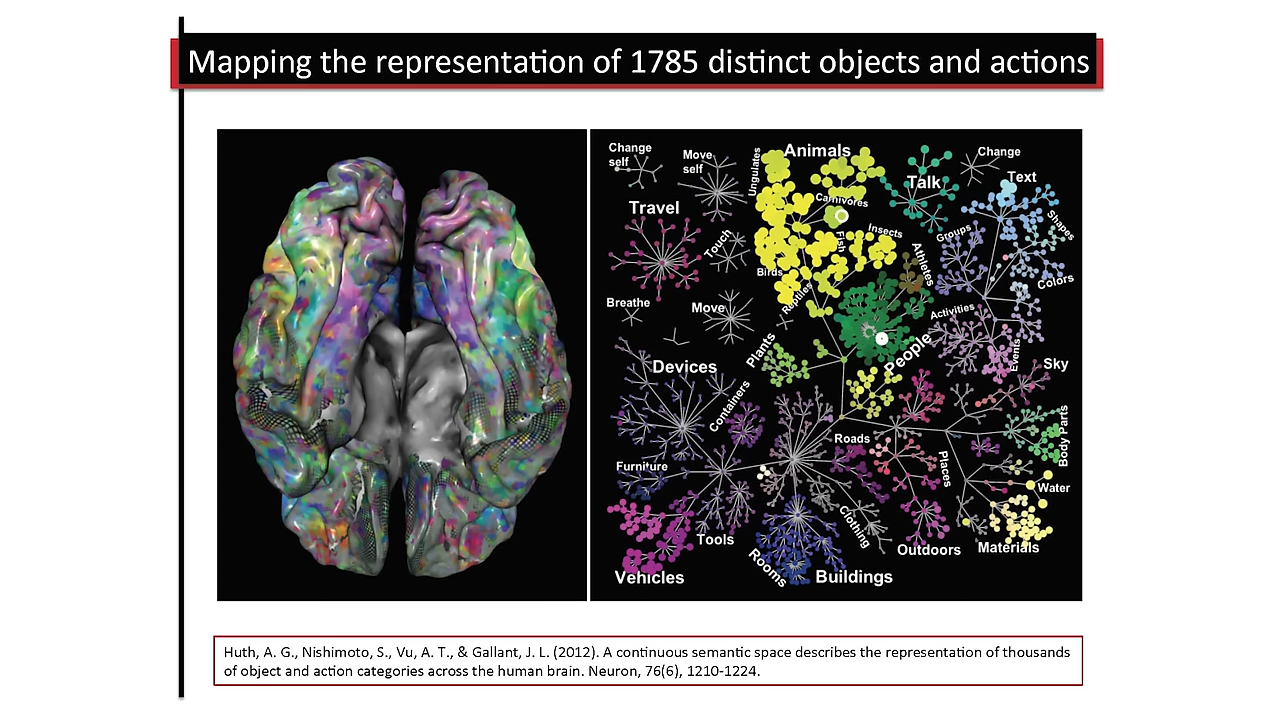 Mapping the representation of 1785 distinct objects and actions
Change
self
Move
self
Ungulates
Animals
Talk
Change
Text
Carnivores
Travel
Touch
Fish
Insects
Groups
Shapes
Birds
Athletes
Colors
Reptiles
Breathe
Move
Activities
Plants
People
Events
Devices
Sky
Containers
Roads
Body Parts
Furniture
Places
Water
Clothing
Tools
Outdoors
Materials
Vehicles
Rooms
Buildings
Huth, A. G., Nishimoto, S., Vu, A. T., & Gallant, J. L. (2012). A continuous semantic space describes the representation of thousands
of object and action categories across the human brain. Neuron, 76(6), 1210-1224.